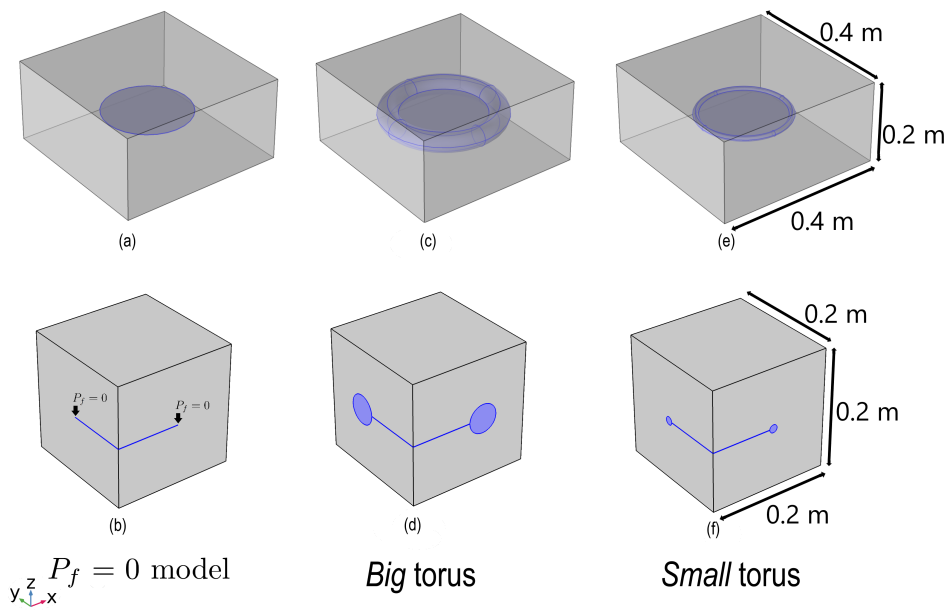 0.4 m
0.2 m
0.4 m
(a)
(c)
(e)
0.2 m
P_f = 0
P_f = 0
0.2 m
0.2 m
(b)
(d)
(f)
P_f = 0 model
Big torus
Small torus
y z x